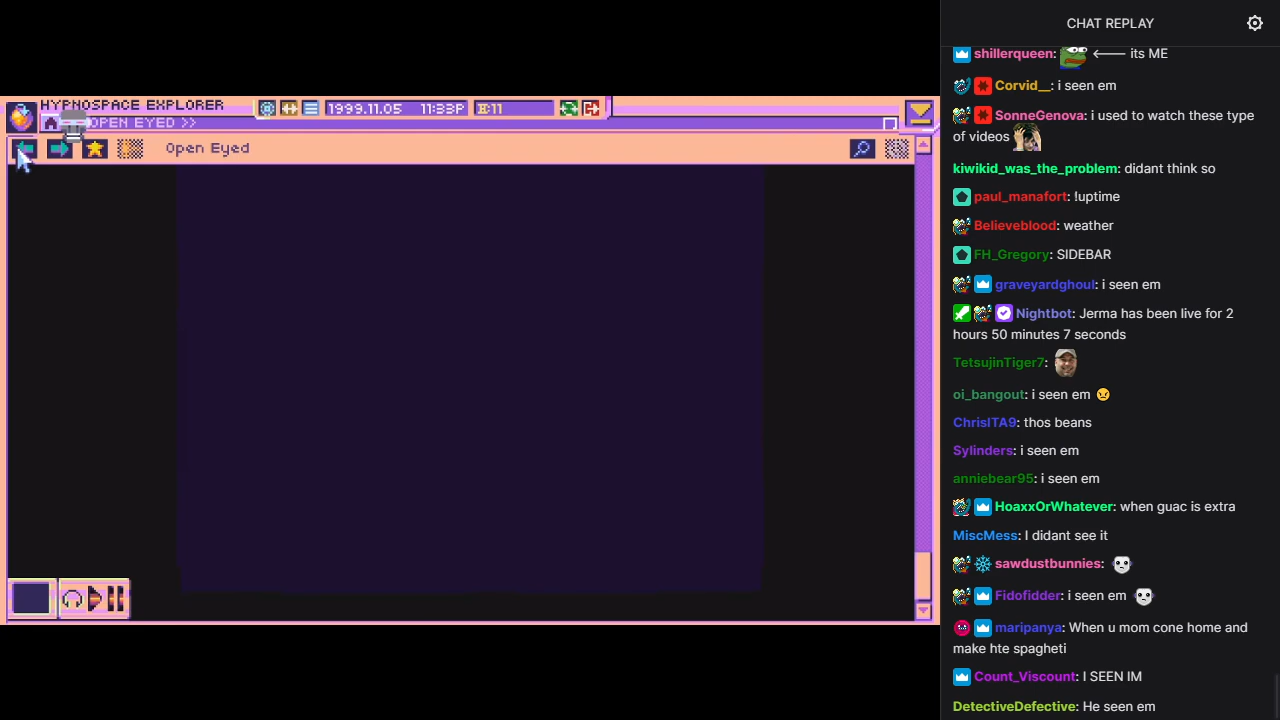 HYPNOSPACE EXPLORER
1999.11.05 11:33P
:11
OPEN EYED >>
Open Eyed
CHAT REPLAY
shillerqueen: <── its ME
Corvid__: i seen em
SonneGenova: i used to watch these type
of videos
kiwikid_was_the_problem: didant think so
paul_manafort: !uptime
Believeblood: weather
FH_Gregory: SIDEBAR
graveyardghoul: i seen em
Nightbot: Jerma has been live for 2
hours 50 minutes 7 seconds
TetsujinTiger7:
oi_bangout: i seen em 😠
ChrisITA9: thos beans
Sylinders: i seen em
anniebear95: i seen em
HoaxxOrWhatever: when guac is extra
MiscMess: I didant see it
sawdustbunnies:
Fidofidder: i seen em
maripanya: When u mom cone home and
make hte spagheti
Count_Viscount: I SEEN IM
DetectiveDefective: He seen em